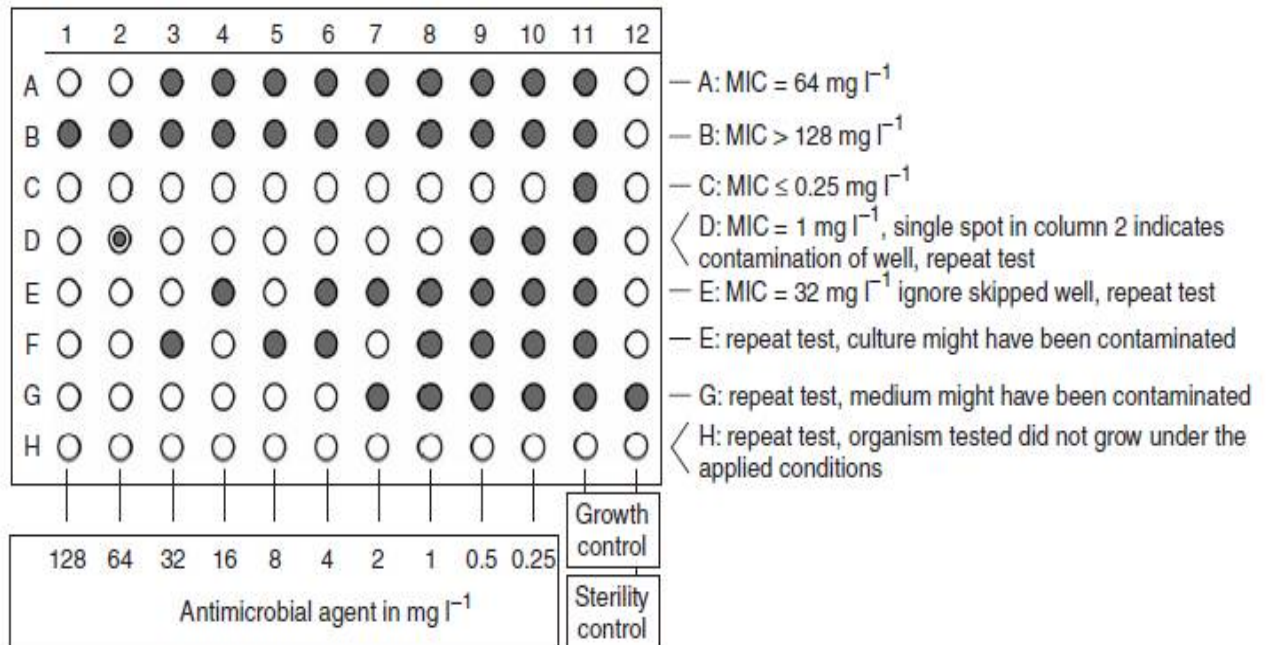 1 2 3 4 5 6 7 8 9 10 11 12
A
B
C
D
E
F
G
H
A: MIC = 64 mg l⁻¹
B: MIC > 128 mg l⁻¹
C: MIC ≤ 0.25 mg l⁻¹
D: MIC = 1 mg l⁻¹, single spot in column 2 indicates
contamination of well, repeat test
E: MIC = 32 mg l⁻¹ ignore skipped well, repeat test
E: repeat test, culture might have been contaminated
G: repeat test, medium might have been contaminated
H: repeat test, organism tested did not grow under the
applied conditions
128 64 32 16 8 4 2 1 0.5 0.25
Antimicrobial agent in mg l⁻¹
Growth
control
Sterility
control